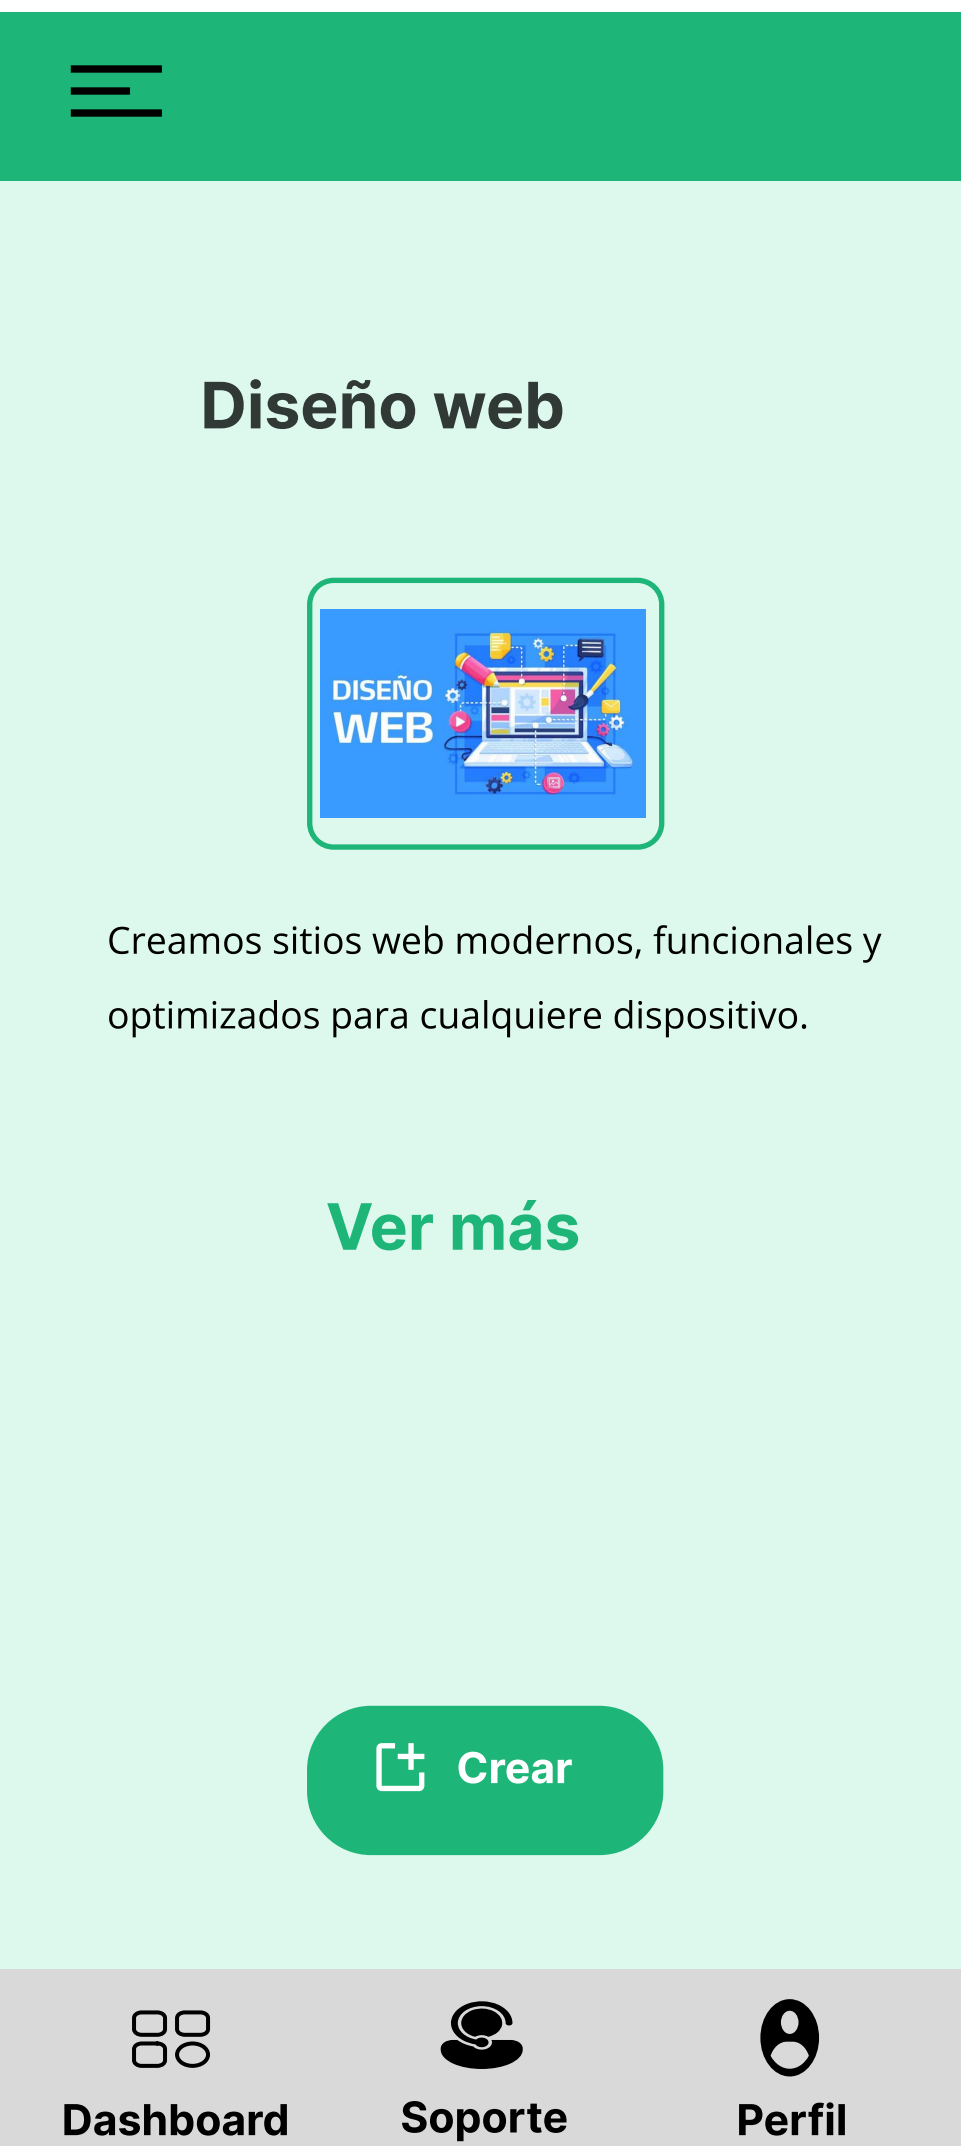 Diseño web
DISEÑO
WEB
Creamos sitios web modernos, funcionales y
optimizados para cualquiere dispositivo.
Ver más
Crear
Dashboard
Soporte
Perfil